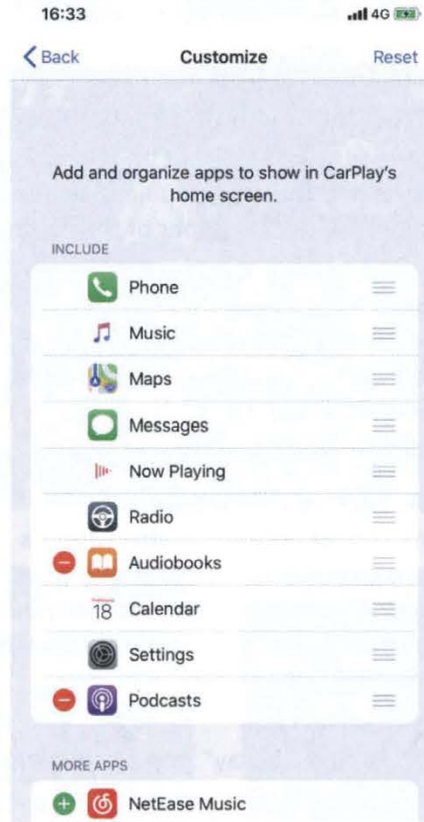 16:33
4G
Back Customize Reset
Add and organize apps to show in CarPlay's
home screen.
INCLUDE
Phone
Music
Maps
Messages
Now Playing
Radio
Audiobooks
18 Calendar
Settings
Podcasts
MORE APPS
NetEase Music